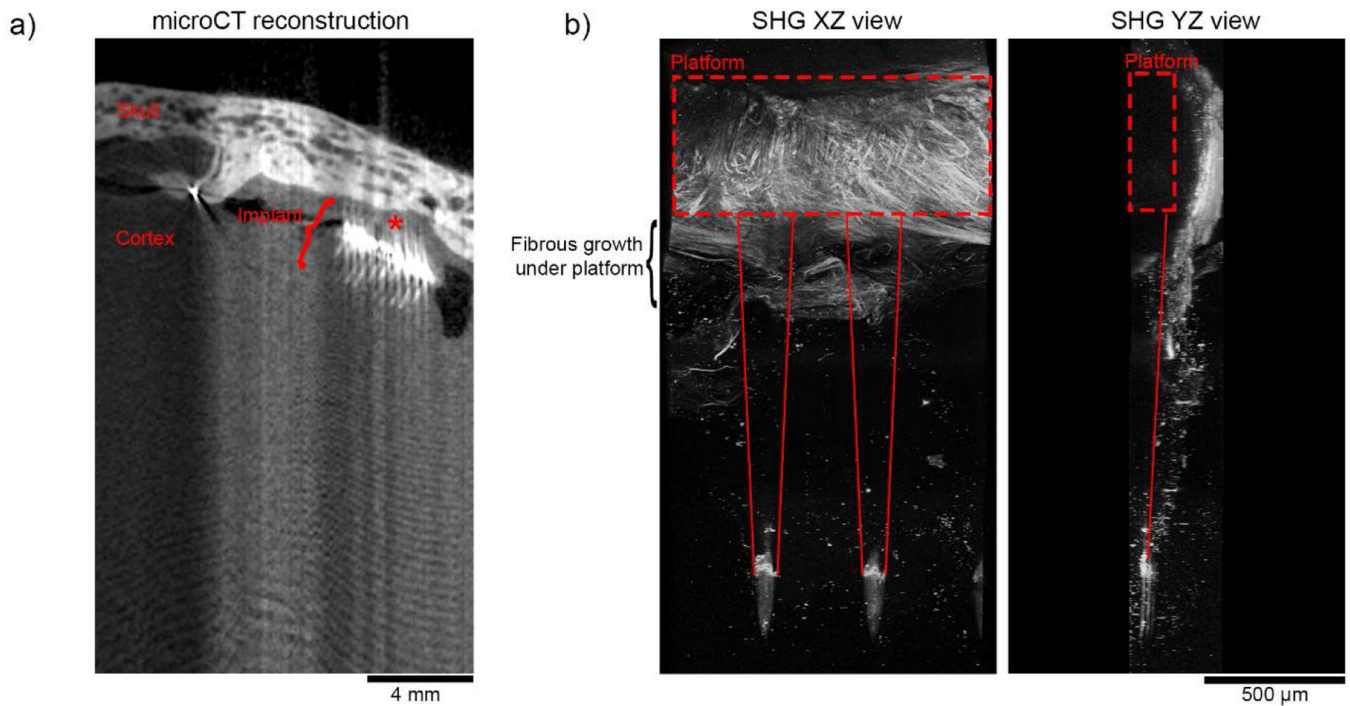 a)
microCT reconstruction
Skull
Implant
*
Cortex
4 mm
b)
SHG XZ view
SHG YZ view
Platform
Platform
Fibrous growth
under platform
500 µm